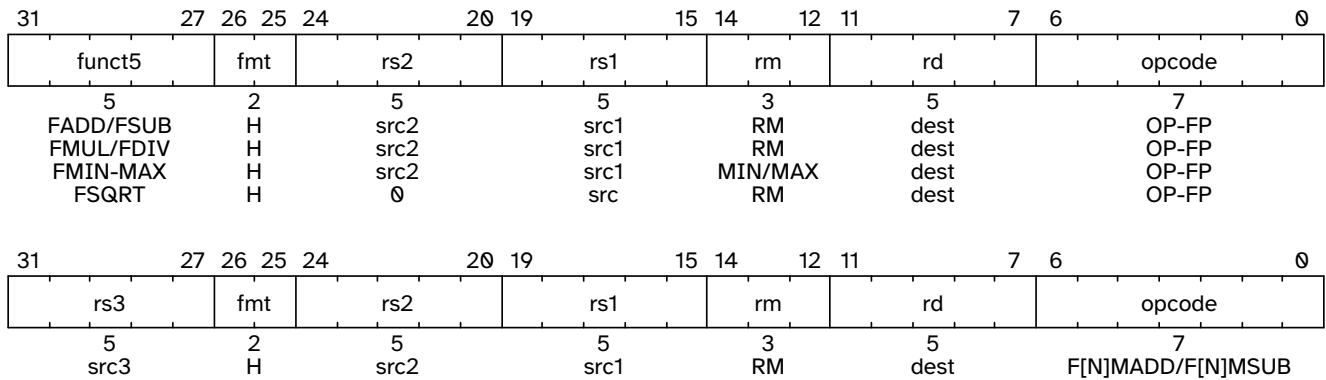 31 27 26 25 24 20 19 15 14 12 11 7 6 0
funct5 fmt rs2 rs1 rm rd opcode
5 2 5 5 3 5 7
FADD/FSUB H src2 src1 RM dest OP-FP
FMUL/FDIV H src2 src1 RM dest OP-FP
FMIN-MAX H src2 src1 MIN/MAX dest OP-FP
FSQRT H 0 src RM dest OP-FP
31 27 26 25 24 20 19 15 14 12 11 7 6 0
rs3 fmt rs2 rs1 rm rd opcode
5 2 5 5 3 5 7
src3 H src2 src1 RM dest F[N]MADD/F[N]MSUB